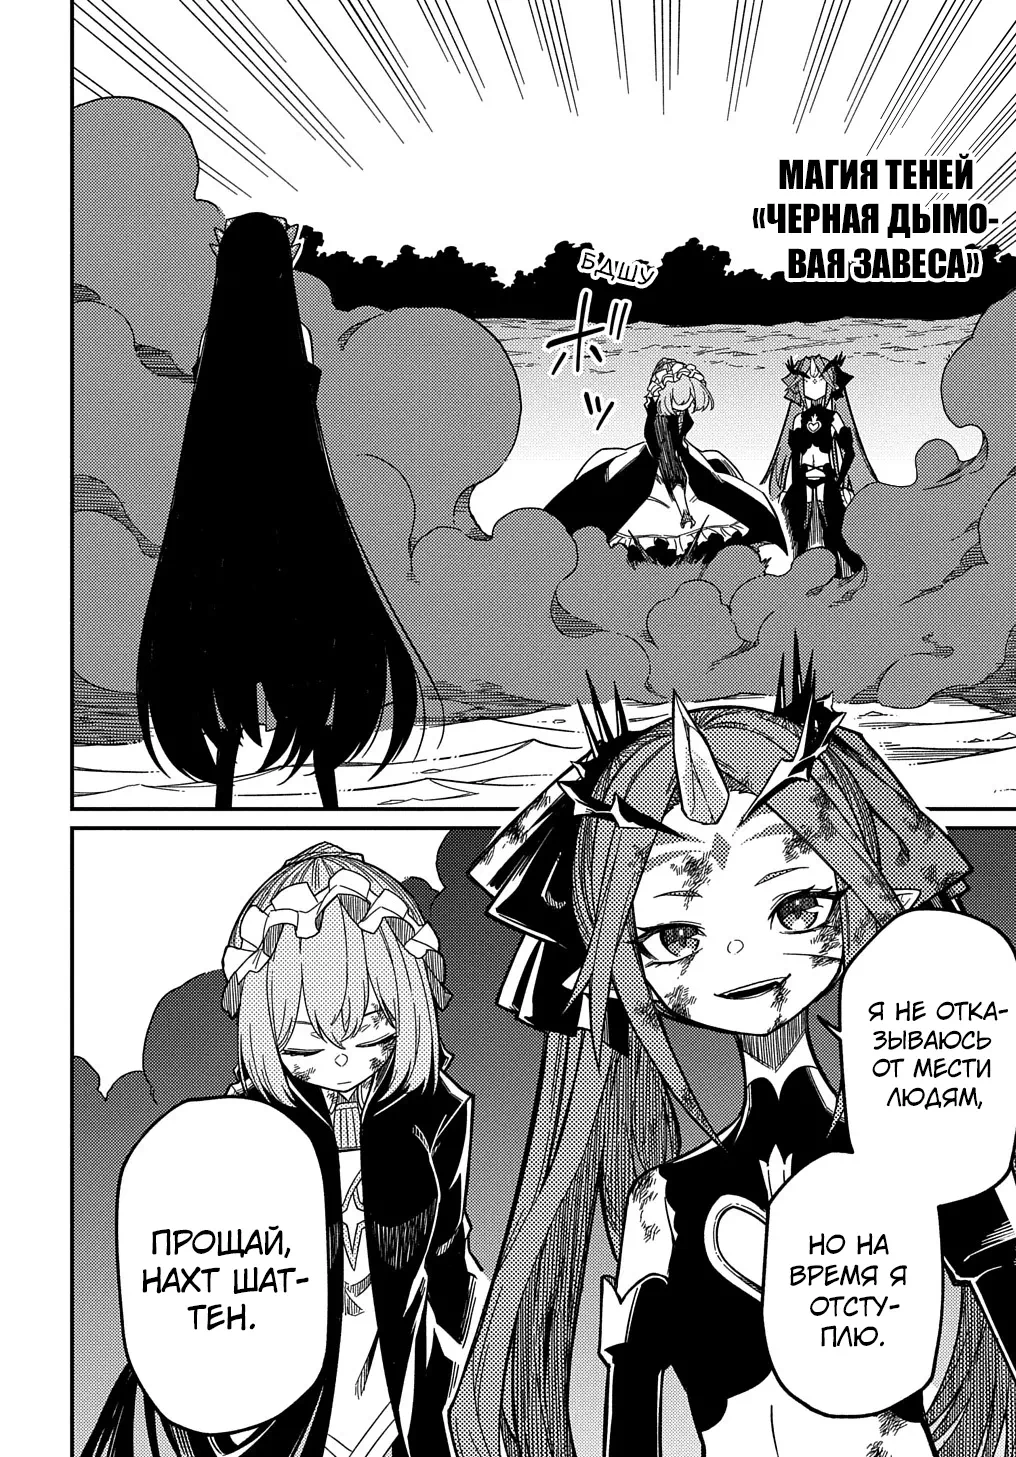 МАГИЯ ТЕНЕЙ
«ЧЕРНАЯ ДЫМО-
ВАЯ ЗАВЕСА»
БДШУ
ボッ
Я НЕ ОТКА-
ЗЫВАЮСЬ
ОТ МЕСТИ
ЛЮДЯМ,
НО НА
ВРЕМЯ Я
ОТСТУ-
ПЛЮ.
ПРОЩАЙ,
НАХТ ШАТ-
ТЕН.